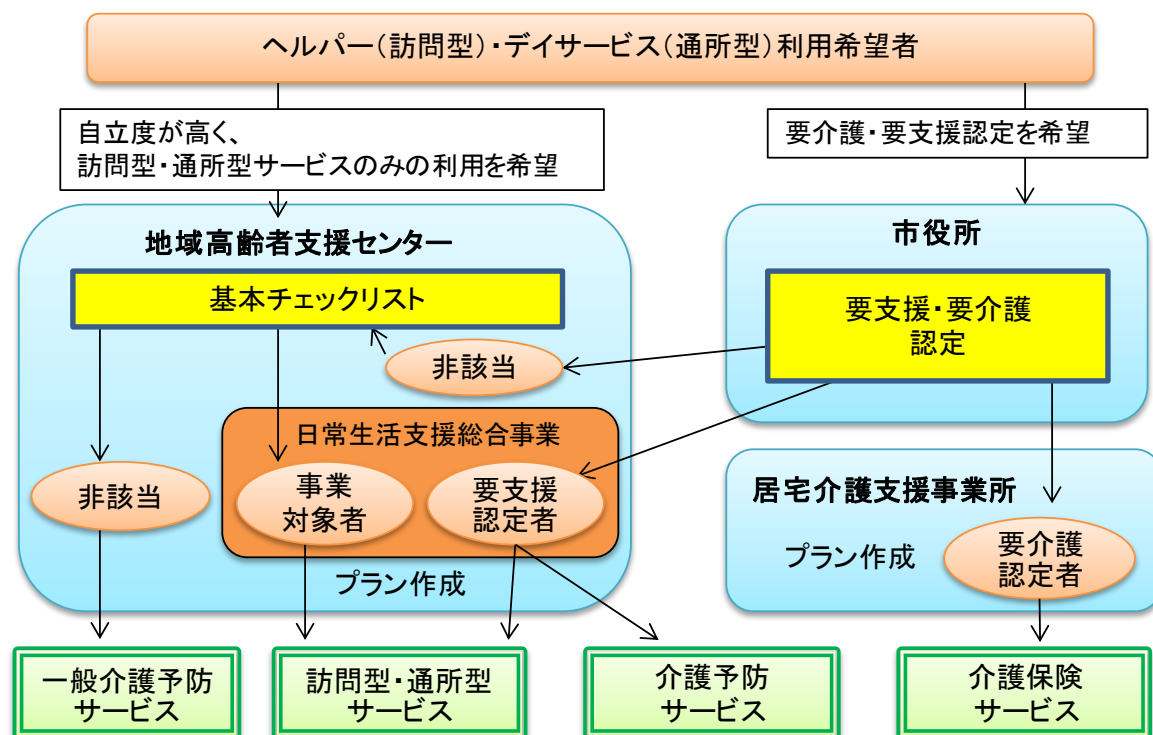 ヘルパー（訪問型）・デイサービス（通所型）利用希望者
自立度が高く、
訪問型・通所型サービスのみの利用を希望
要介護・要支援認定を希望
地域高齢者支援センター
基本チェックリスト
非該当
市役所
要支援・要介護
認定
日常生活支援総合事業
非該当
事業
対象者
要支援
認定者
プラン作成
居宅介護支援事業所
プラン作成
要介護
認定者
一般介護予防
サービス
訪問型・通所型
サービス
介護予防
サービス
介護保険
サービス